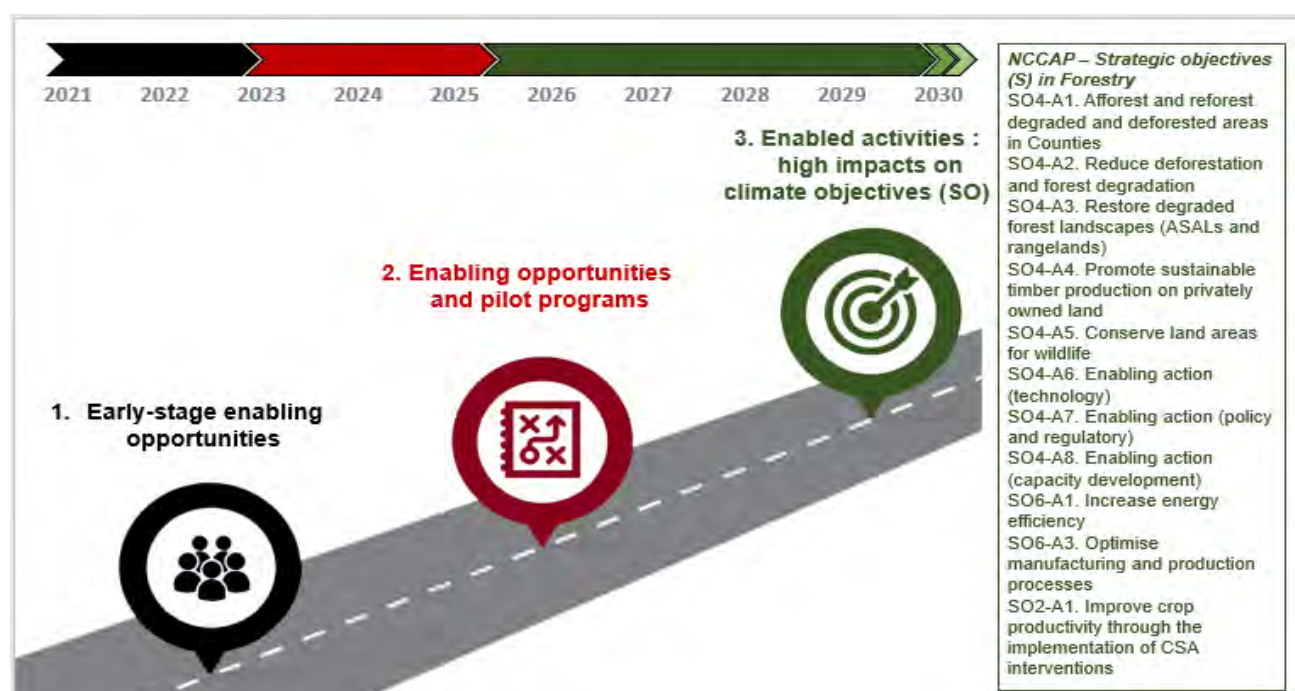 2021 2022 2023 2024 2025 2026 2027 2028 2029 2030
1. Early-stage enabling
opportunities
2. Enabling opportunities
and pilot programs
3. Enabled activities :
high impacts on
climate objectives (SO)
NCCAP – Strategic objectives
(S) in Forestry
SO4-A1. Afforest and reforest
degraded and deforested areas
in Counties
SO4-A2. Reduce deforestation
and forest degradation
SO4-A3. Restore degraded
forest landscapes (ASALs and
rangelands)
SO4-A4. Promote sustainable
timber production on privately
owned land
SO4-A5. Conserve land areas
for wildlife
SO4-A6. Enabling action
(technology)
SO4-A7. Enabling action (policy
and regulatory)
SO4-A8. Enabling action
(capacity development)
SO6-A1. Increase energy
efficiency
SO6-A3. Optimise
manufacturing and production
processes
SO2-A1. Improve crop
productivity through the
implementation of CSA
interventions